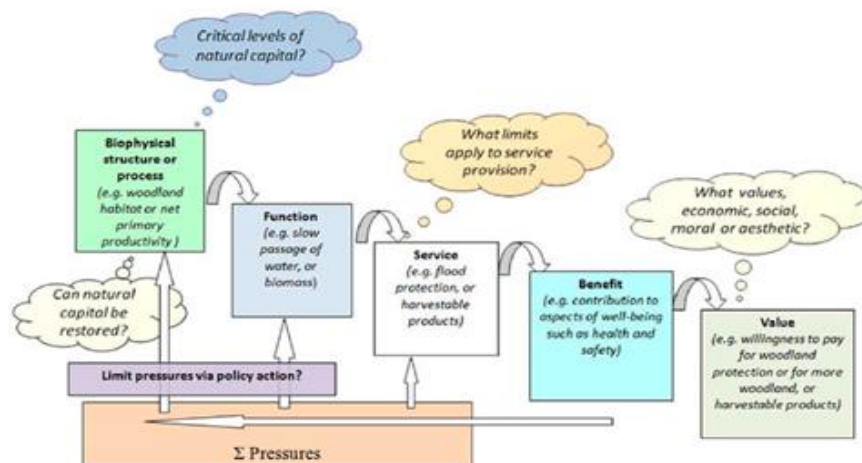 Critical levels of
natural capital?
Biophysical
structure or
process
(e.g. woodland
habitat or net
primary
productivity )
What limits
apply to service
provision?
Function
(e.g. slow
passage of
water, or
biomass)
What values,
economic, social,
moral or aesthetic?
Service
(e.g. flood
protection, or
harvestable
products)
Can natural
capital be
restored?
Benefit
(e.g. contribution to
aspects of well-being
such as health and
safety)
Value
(e.g. willingness to pay
for woodland
protection or for more
woodland, or
harvestable products)
Limit pressures via policy action?
Σ Pressures